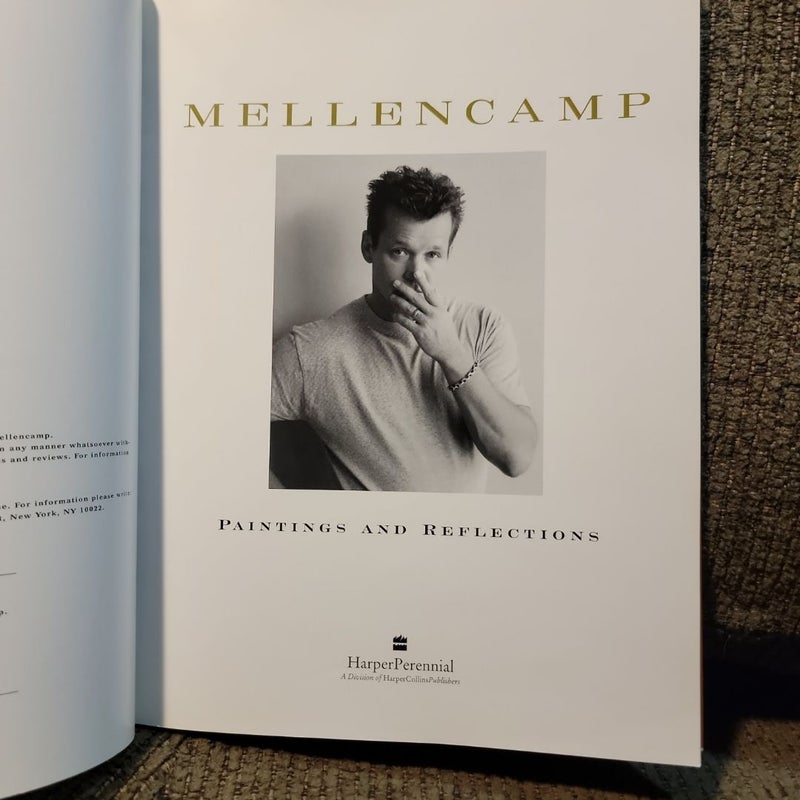 ellencamp.
n any manner whatsoever with-
s and reviews. For information
e. For information please write:
t, New York, NY 10022.
p.
MELLENCAMP
PAINTINGS AND REFLECTIONS
HarperPerennial
A Division of HarperCollinsPublishers